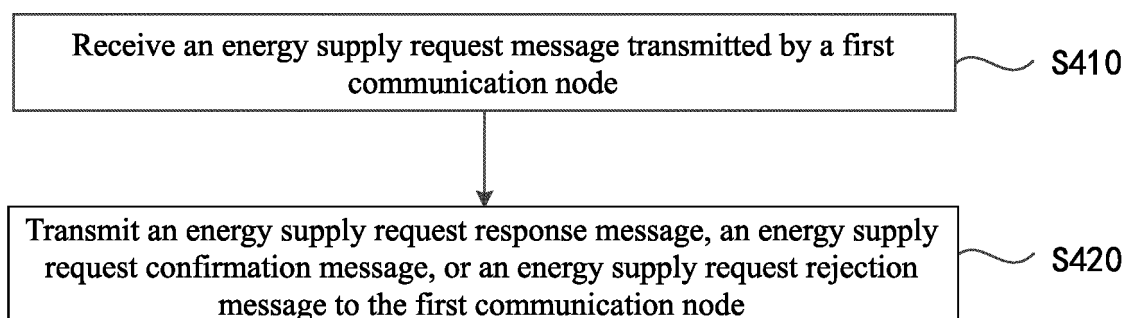 Receive an energy supply request message transmitted by a first
communication node
S410
Transmit an energy supply request response message, an energy supply
request confirmation message, or an energy supply request rejection
message to the first communication node
S420